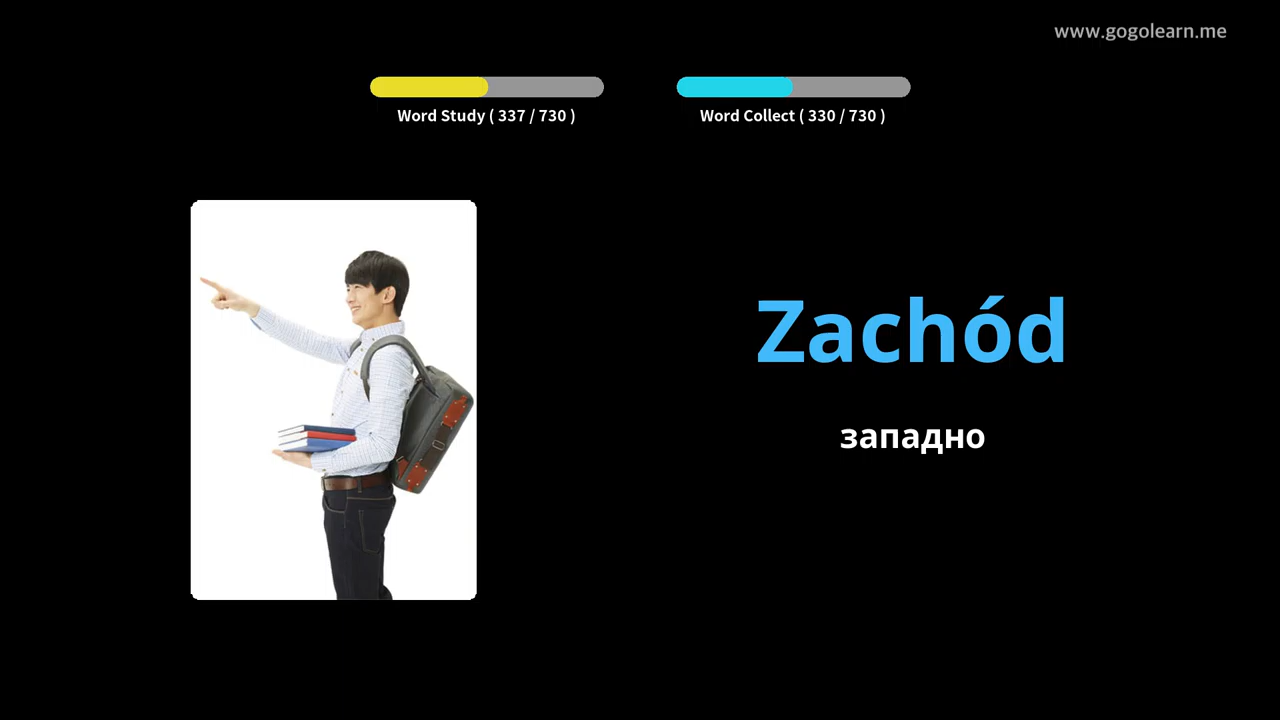 www.gogolearn.me
Word Study ( 337 / 730 )
Word Collect ( 330 / 730 )
Zachód
западно